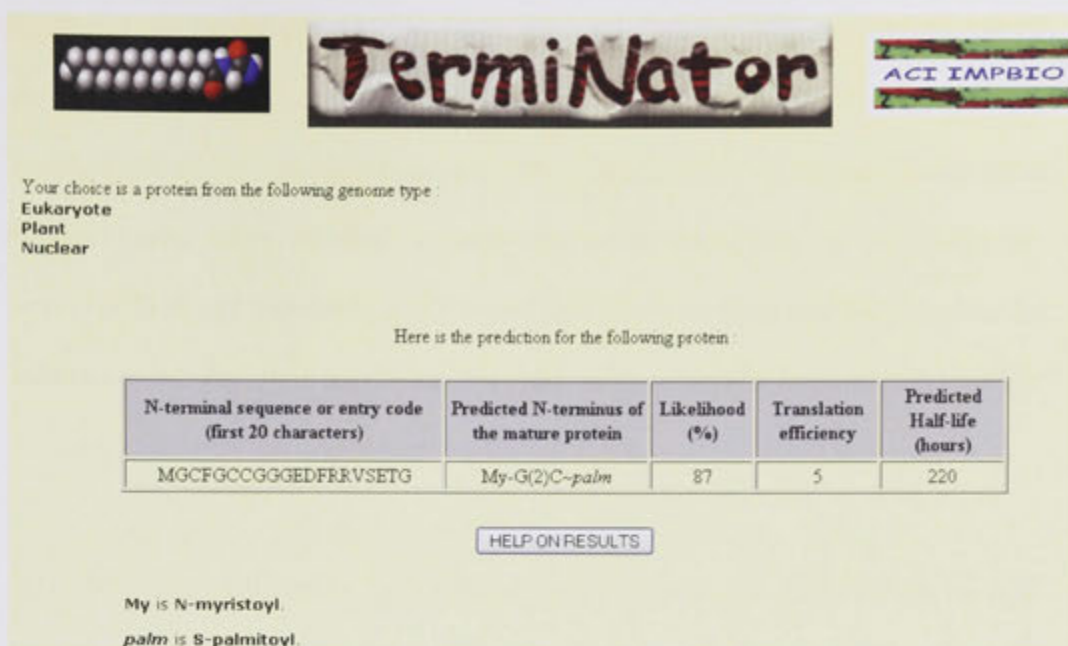 TermiNator
ACI IMPBIO
Your choice is a protein from the following genome type :
Eukaryote
Plant
Nuclear
Here is the prediction for the following protein :
N-terminal sequence or entry code
(first 20 characters)
Predicted N-terminus of
the mature protein
Likelihood
(%)
Translation
efficiency
Predicted
Half-life
(hours)
MGCFGCCGGGEDFRRVSETG
My-G(2)C~palm
87
5
220
HELP ON RESULTS
My is N-myristoyl.
palm is S-palmitoyl.